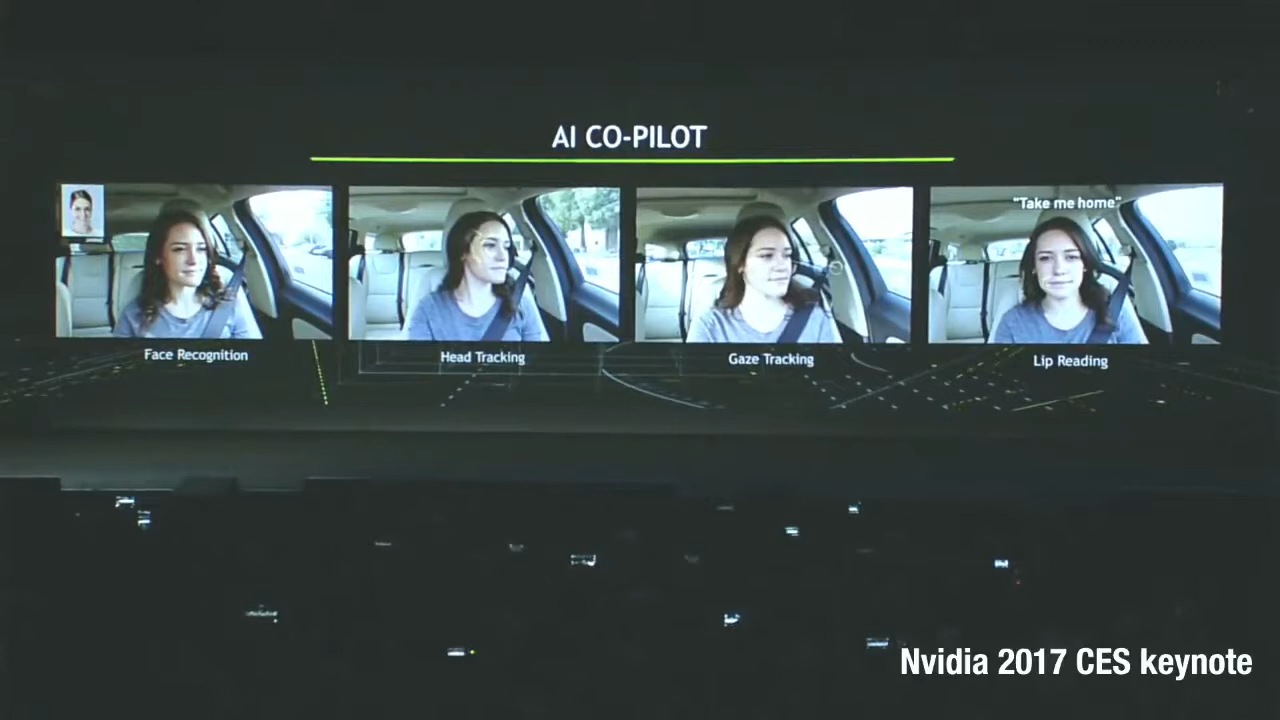 AI CO-PILOT
"Take me home"
Face Recognition
Head Tracking
Gaze Tracking
Lip Reading
Nvidia 2017 CES keynote